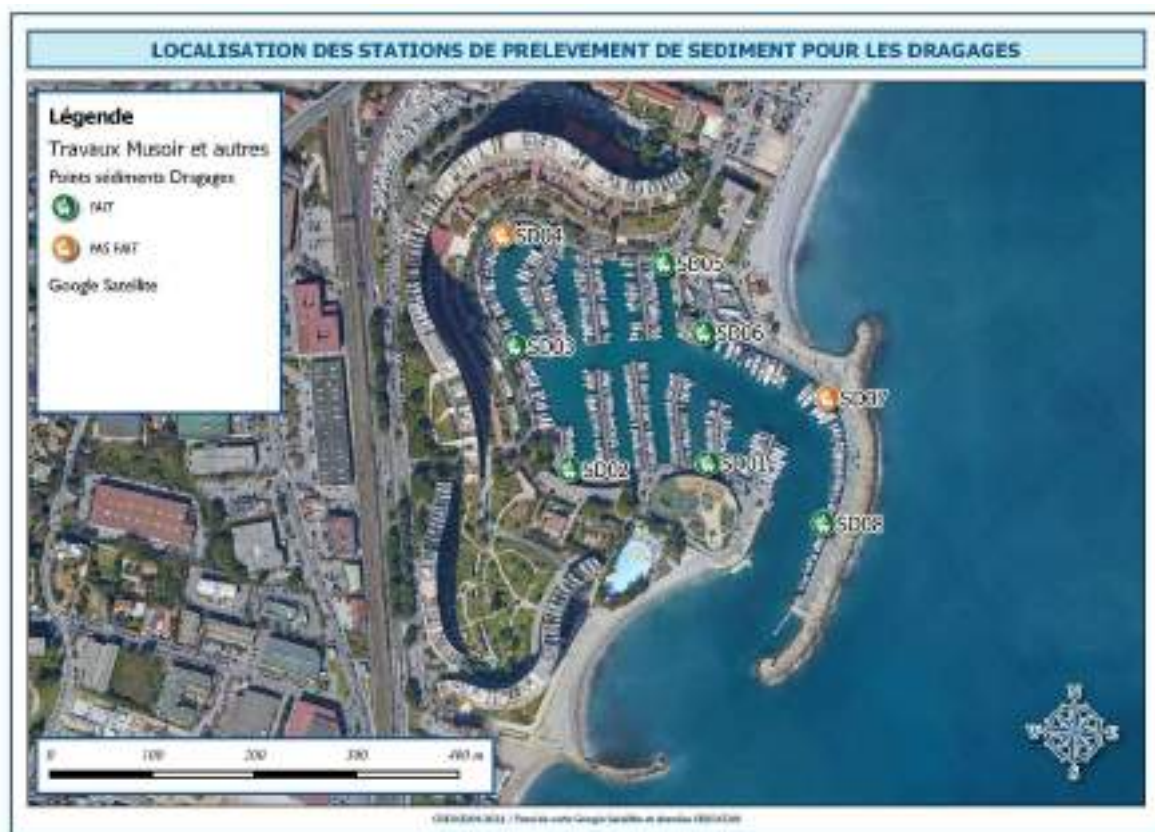 LOCALISATION DES STATIONS DE PRELEVEMENT DE SEDIMENT POUR LES DRAGAGES
Légende
Travaux Musoir et autres
Points sédiments Dragages
FAIT
PAS FAIT
Google Satellite
SD04
SD05
SD06
SD03
SD07
SD02
SD01
SD08
N
E
S
0 100 200 300 400 m